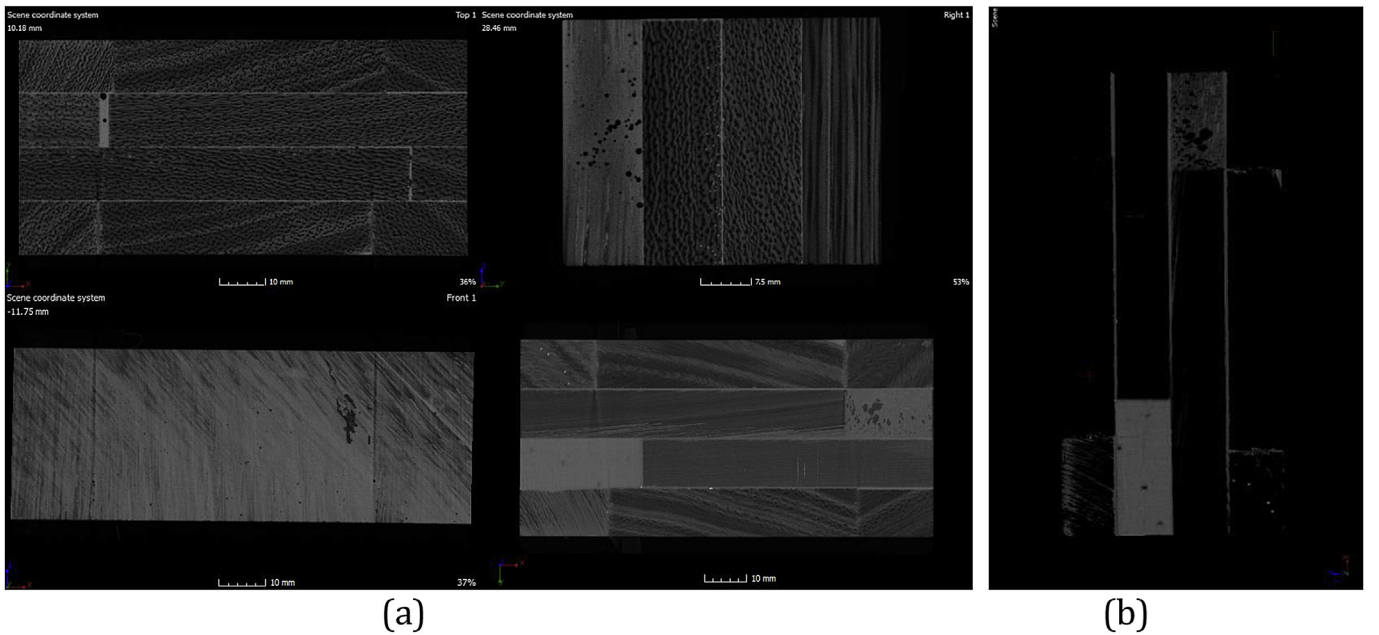 Scene coordinate system Top 1
10.18 mm
Scene coordinate system Right 1
28.46 mm
Scene
10 mm 36%
7.5 mm 53%
Scene coordinate system Front 1
-11.75 mm
10 mm 37%
10 mm
(a) (b)